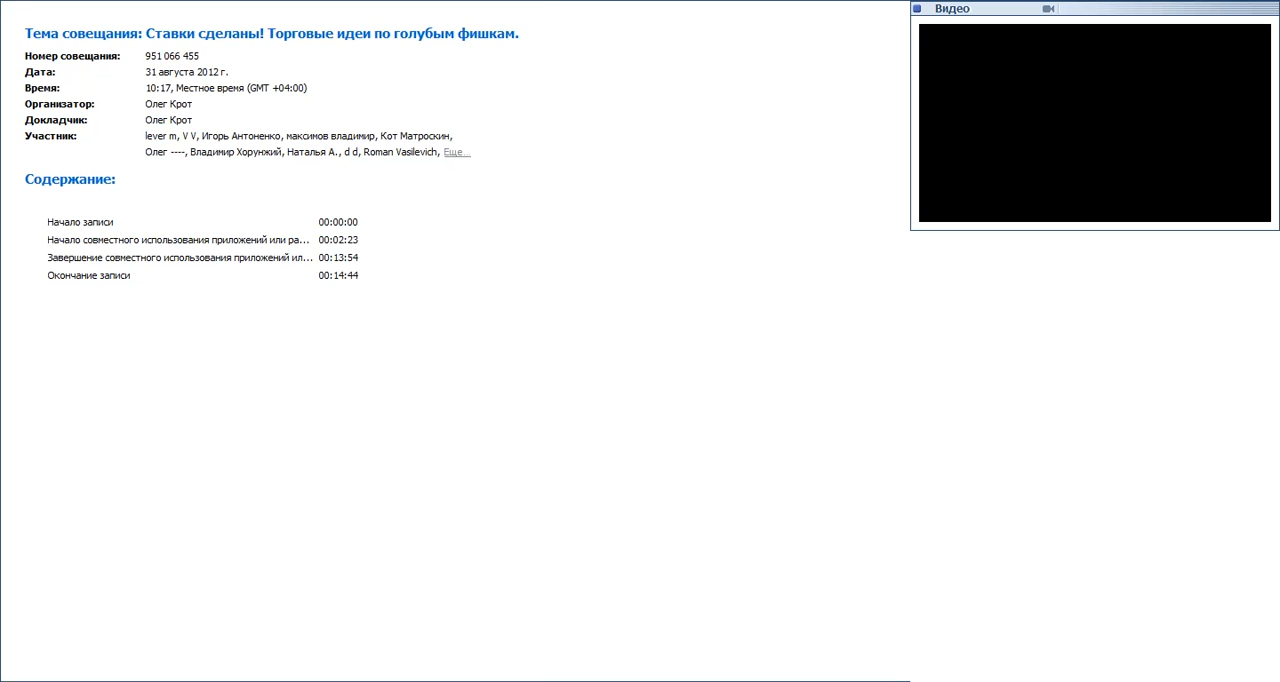 Тема совещания: Ставки сделаны! Торговые идеи по голубым фишкам.
Номер совещания: 951 066 455
Дата: 31 августа 2012 г.
Время: 10:17, Местное время (GMT +04:00)
Организатор: Олег Крот
Докладчик: Олег Крот
Участник: lever m, V V, Игорь Антоненко, максимов владимир, Кот Матроскин,
Олег ----, Владимир Хорунжий, Наталья А., d d, Roman Vasilevich, Еще...
Содержание:
Начало записи 00:00:00
Начало совместного использования приложений или ра... 00:02:23
Завершение совместного использования приложений ил... 00:13:54
Окончание записи 00:14:44
Видео